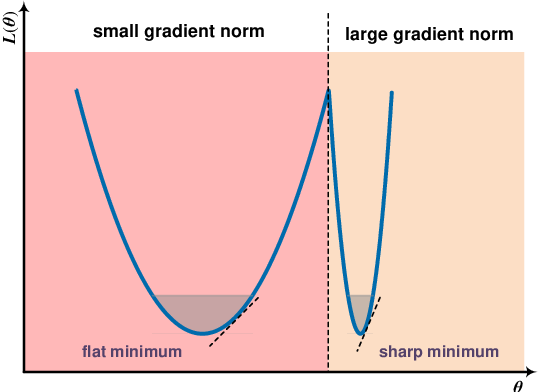 L(θ)
small gradient norm
large gradient norm
flat minimum
sharp minimum
θ